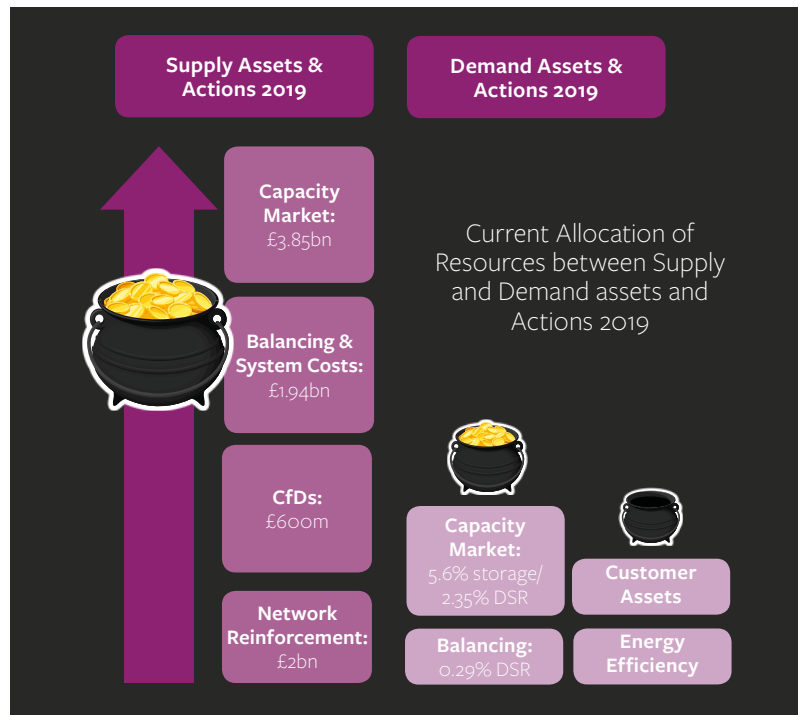 Supply Assets &
Actions 2019
Demand Assets &
Actions 2019
Capacity
Market:
£3.85bn
Current Allocation of
Resources between Supply
and Demand assets and
Actions 2019
Balancing &
System Costs:
£1.94bn
CfDs:
£600m
Network
Reinforcement:
£2bn
Capacity
Market:
5.6% storage/
2.35% DSR
Customer
Assets
Balancing:
0.29% DSR
Energy
Efficiency